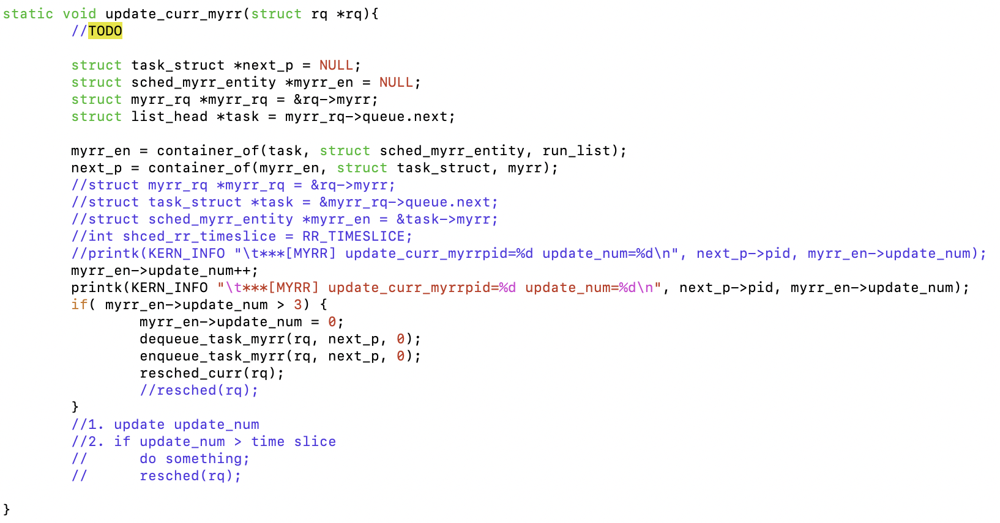 static void update_curr_myrr(struct rq *rq){
        //TODO

        struct task_struct *next_p = NULL;
        struct sched_myrr_entity *myrr_en = NULL;
        struct myrr_rq *myrr_rq = &rq->myrr;
        struct list_head *task = myrr_rq->queue.next;

        myrr_en = container_of(task, struct sched_myrr_entity, run_list);
        next_p = container_of(myrr_en, struct task_struct, myrr);
        //struct myrr_rq *myrr_rq = &rq->myrr;
        //struct task_struct *task = &myrr_rq->queue.next;
        //struct sched_myrr_entity *myrr_en = &task->myrr;
        //int shced_rr_timeslice = RR_TIMESLICE;
        //printk(KERN_INFO "\t***[MYRR] update_curr_myrrpid=%d update_num=%d\n", next_p->pid, myrr_en->update_num);
        myrr_en->update_num++;
        printk(KERN_INFO "\t***[MYRR] update_curr_myrrpid=%d update_num=%d\n", next_p->pid, myrr_en->update_num);
        if( myrr_en->update_num > 3) {
                myrr_en->update_num = 0;
                dequeue_task_myrr(rq, next_p, 0);
                enqueue_task_myrr(rq, next_p, 0);
                resched_curr(rq);
                //resched(rq);
        }
        //1. update update_num
        //2. if update_num > time slice
        //      do something;
        //      resched(rq);

}